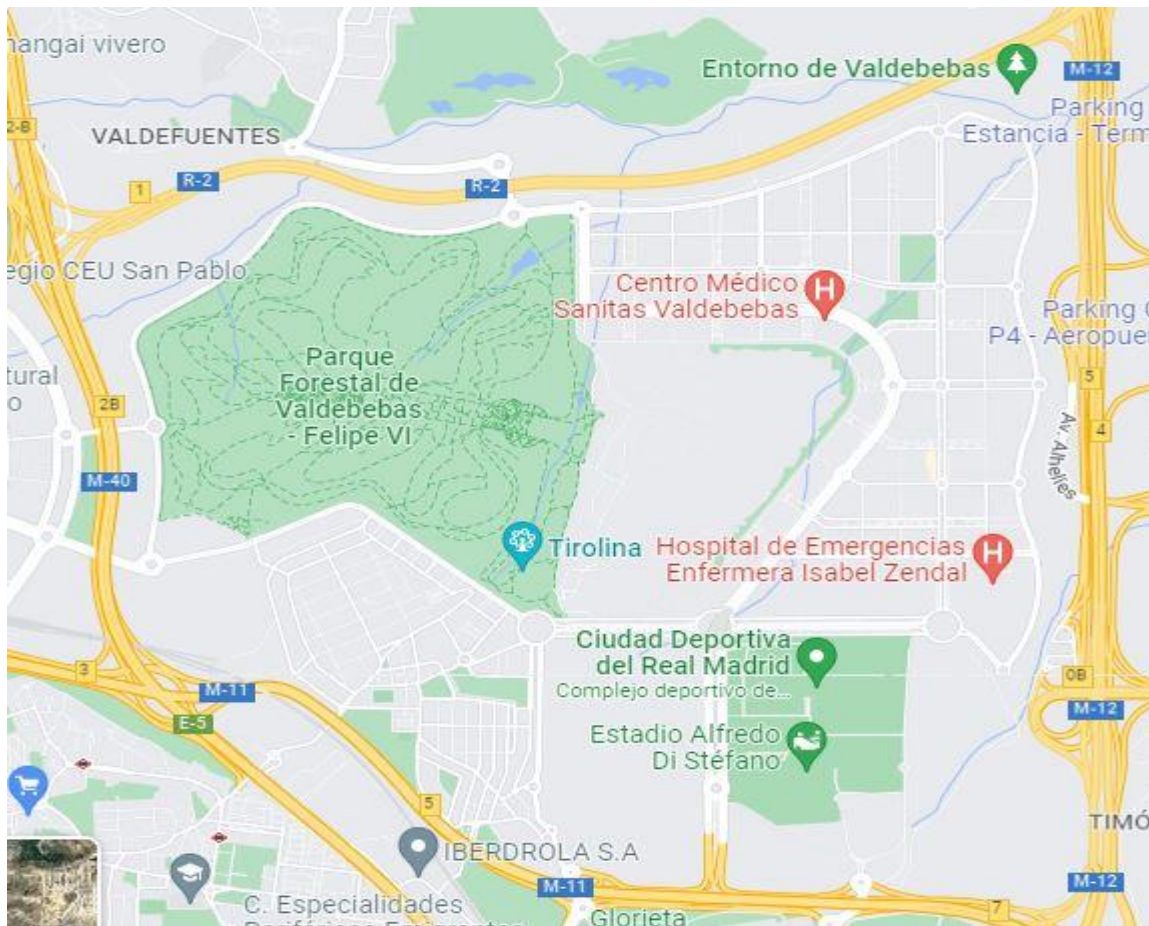 nangai vivero
Entorno de Valdebebas
M-12
Parking
Estancia - Term
2-B
VALDEFUENTES
R-2
1
R-2
egio CEU San Pablo
Centro Médico
Sanitas Valdebebas
Parking
P4 - Aeropuer
Parque
Forestal de
Valdebebas
- Felipe VI
tural
o
2B
5
4
Av. Alhelíes
M-40
Tirolina
Hospital de Emergencias
Enfermera Isabel Zendal
Ciudad Deportiva
del Real Madrid
Complejo deportivo de...
3
M-11
0B
M-12
E-5
Estadio Alfredo
Di Stéfano
5
TIMÓ
IBERDROLA S.A
M-11
M-12
C. Especialidades
7
Glorieta